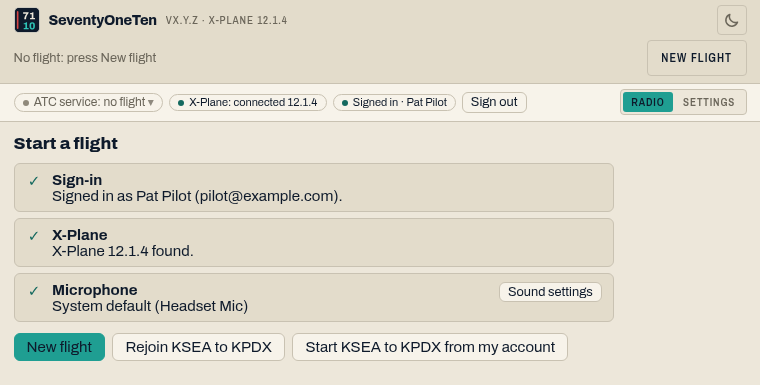 71
10
SeventyOneTen VX.Y.Z · X-PLANE 12.1.4
No flight: press New flight
NEW FLIGHT
ATC service: no flight ▾
X-Plane: connected 12.1.4
Signed in · Pat Pilot
Sign out
RADIO
SETTINGS
Start a flight
✓ Sign-in
Signed in as Pat Pilot (pilot@example.com).
✓ X-Plane
X-Plane 12.1.4 found.
✓ Microphone
System default (Headset Mic)
Sound settings
New flight
Rejoin KSEA to KPDX
Start KSEA to KPDX from my account